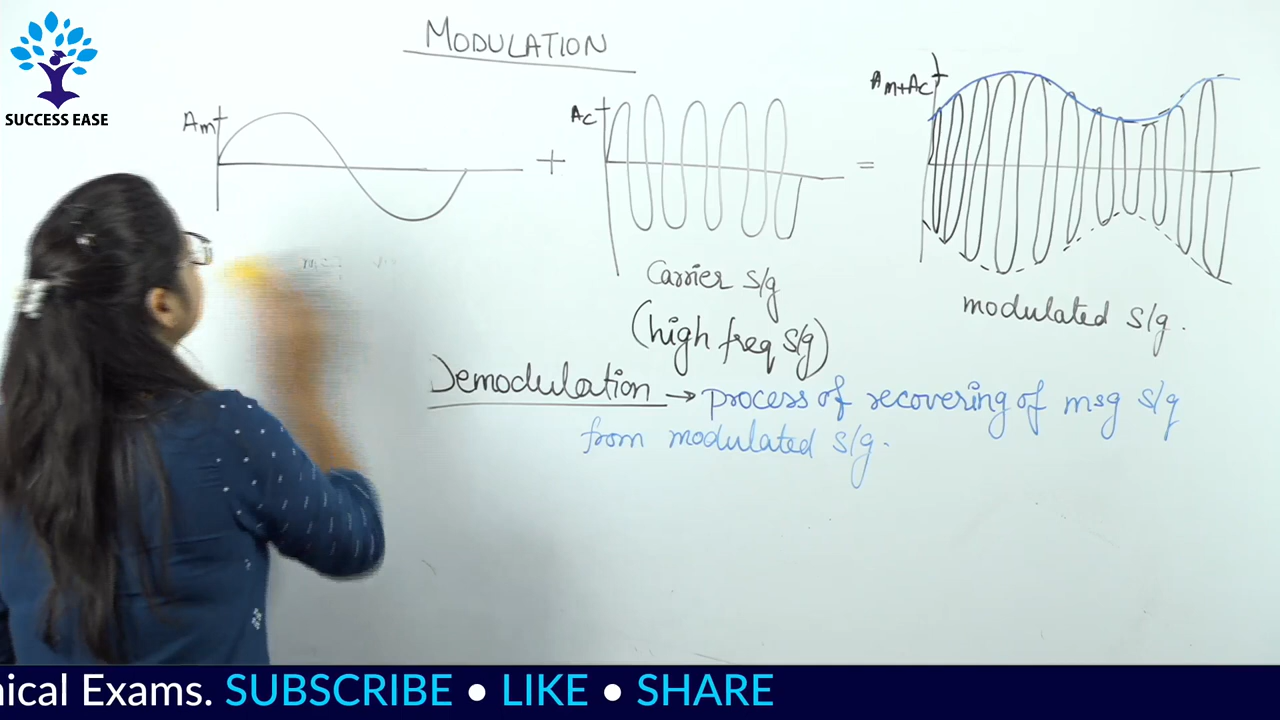 MODULATION
SUCCESS EASE
Am
+
Ac
=
Am+Ac
Carrier s/g
(high freq s/g)
modulated s/g.
Demodulation → process of recovering of msg s/g
from modulated s/g.
nical Exams. SUBSCRIBE ● LIKE ● SHARE